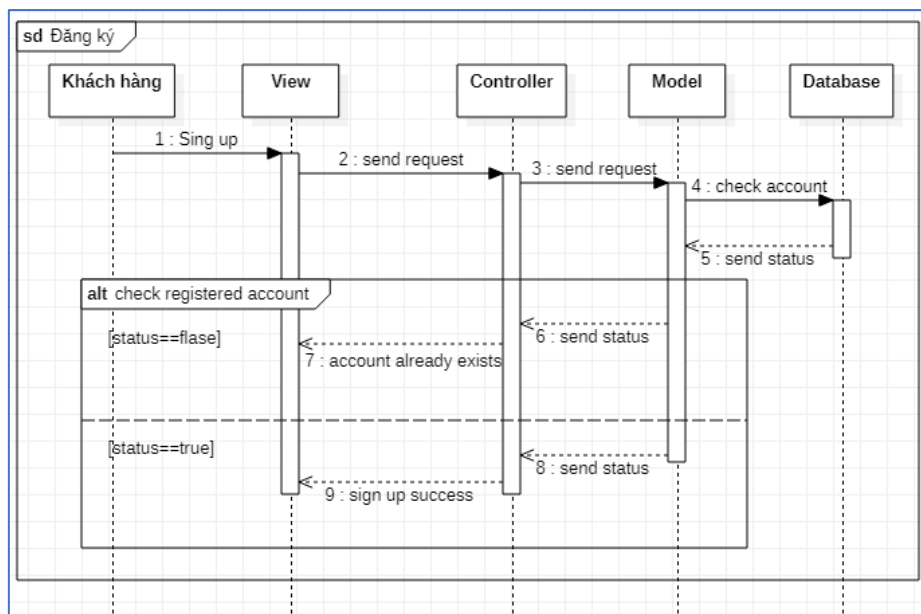 sd Đăng ký
Khách hàng
View
Controller
Model
Database
1 : Sing up
2 : send request
3 : send request
4 : check account
5 : send status
alt check registered account
[status==flase]
6 : send status
7 : account already exists
[status==true]
8 : send status
9 : sign up success